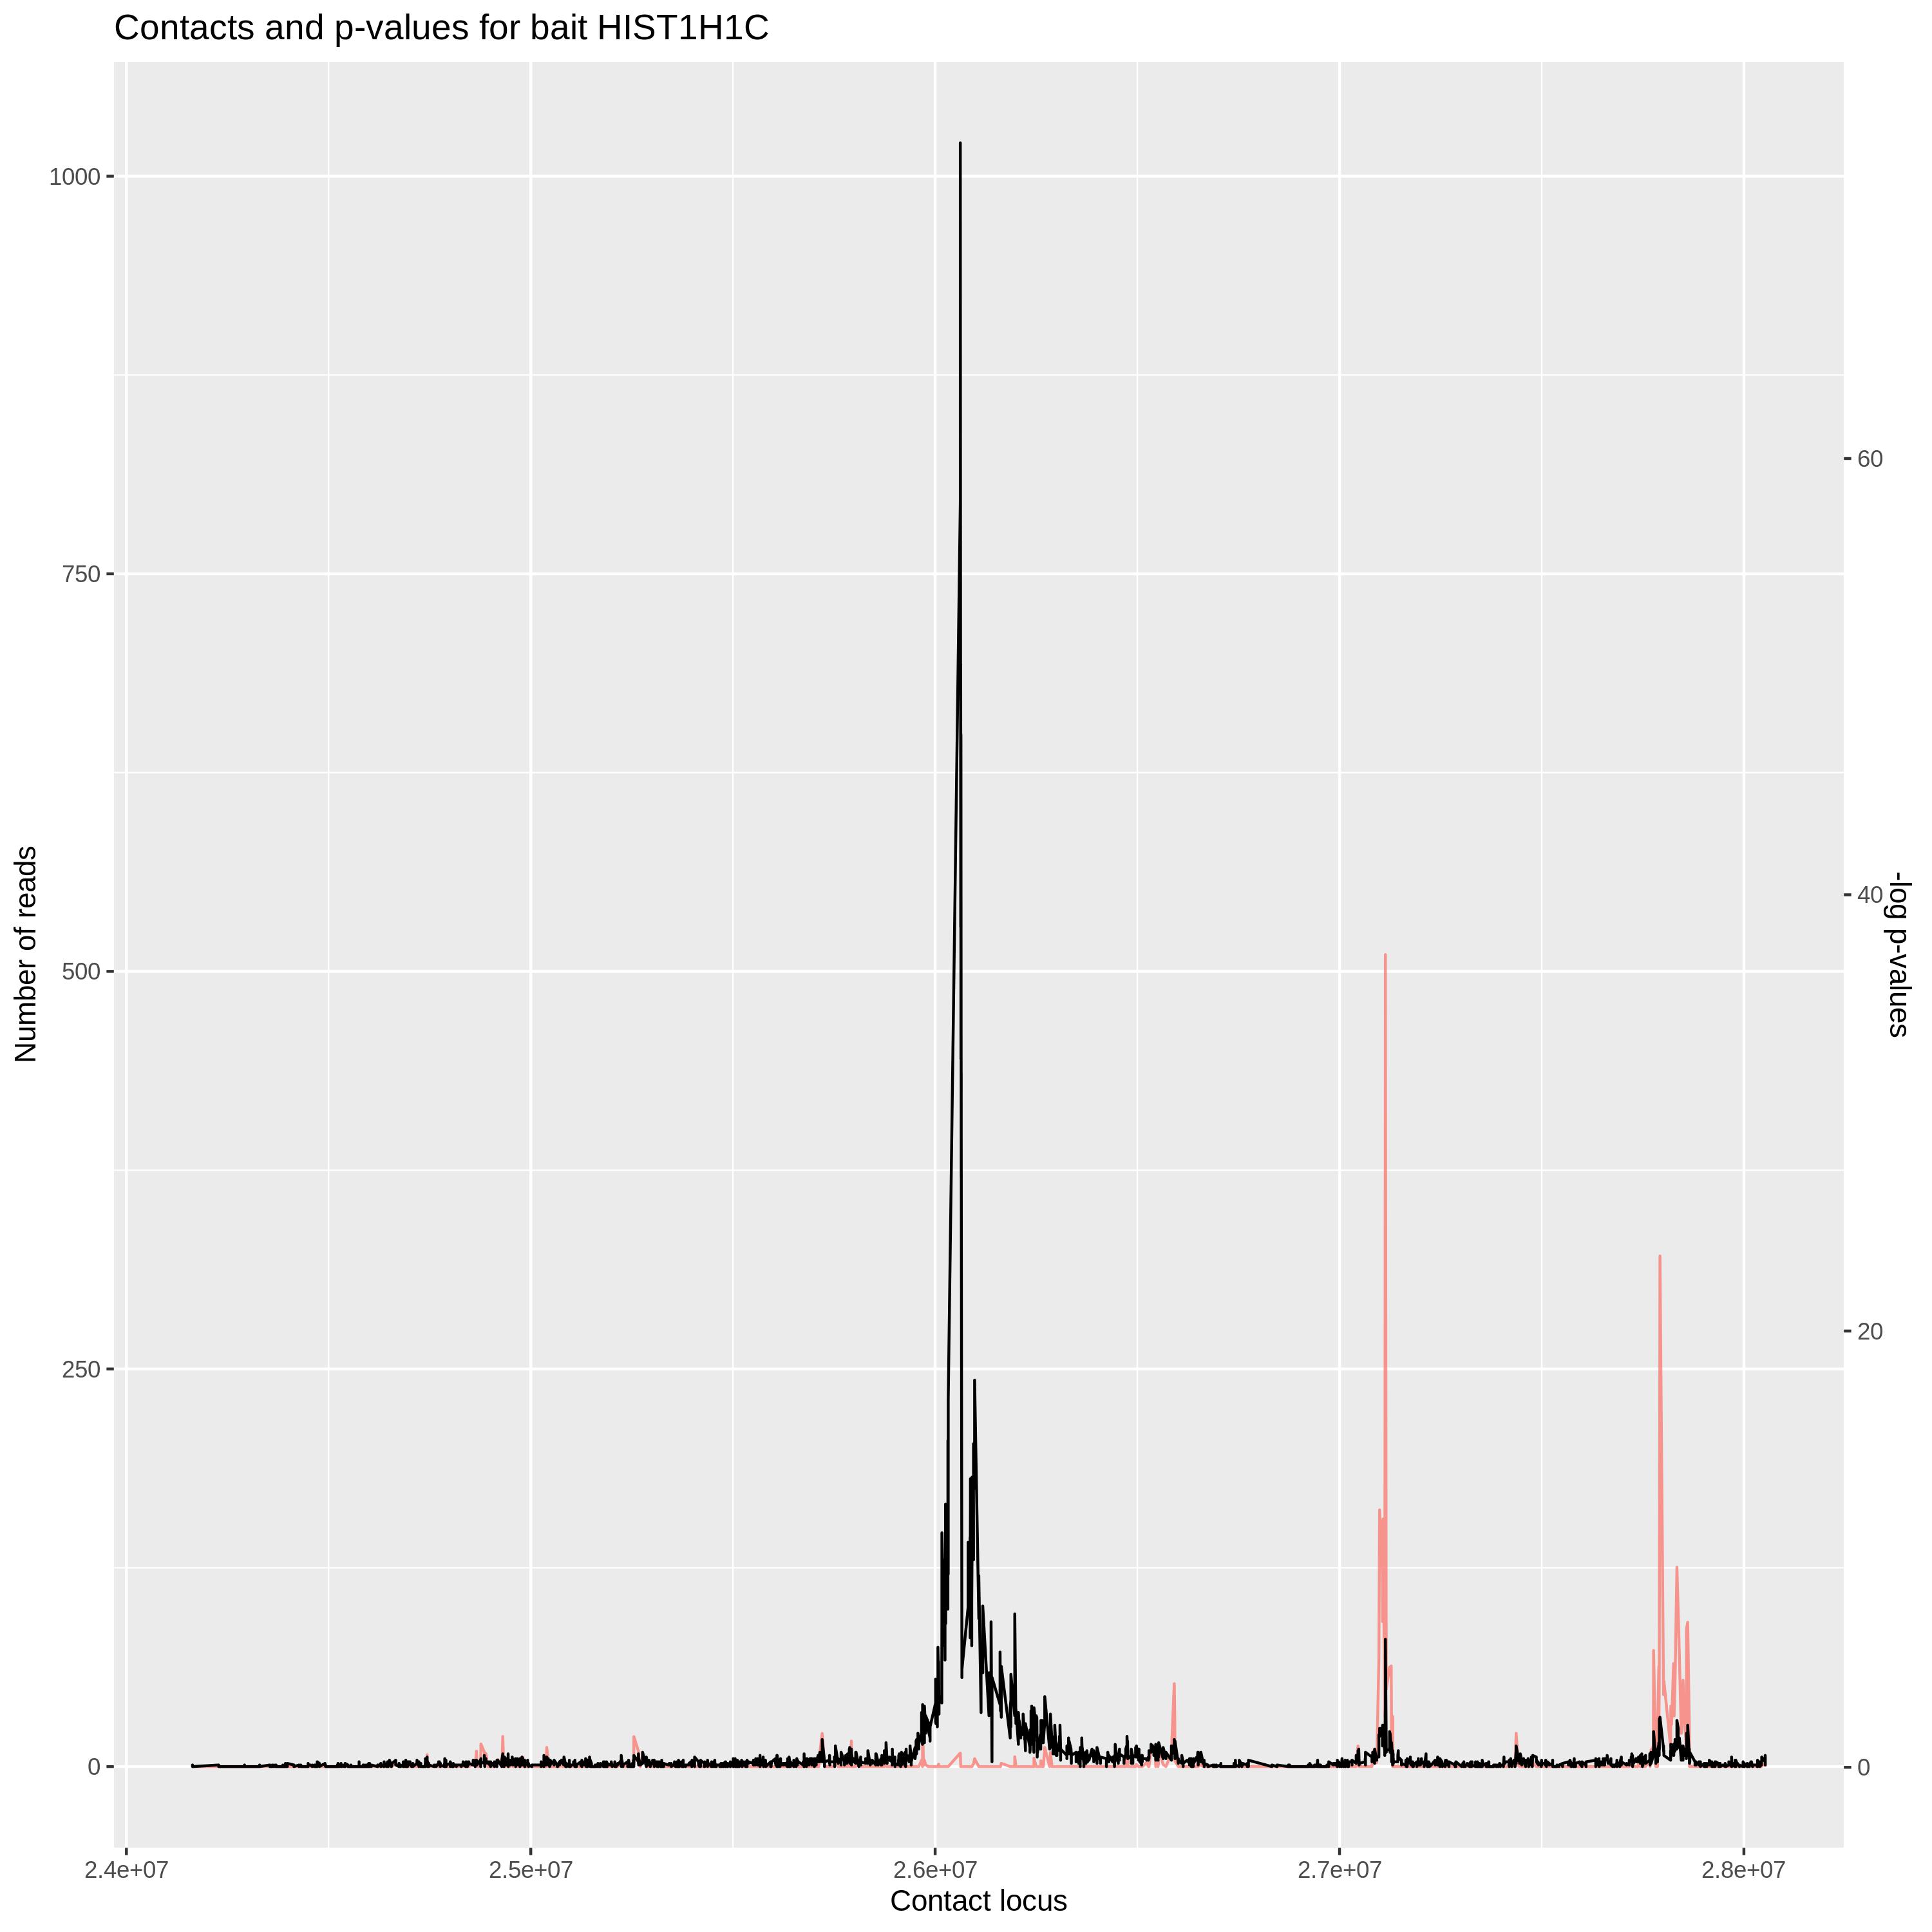 Contacts and p-values for bait HIST1H1C
1000
750
500
250
0
Number of reads
60
40
20
0
-log p-values
2.4e+07
2.5e+07
2.6e+07
2.7e+07
2.8e+07
Contact locus